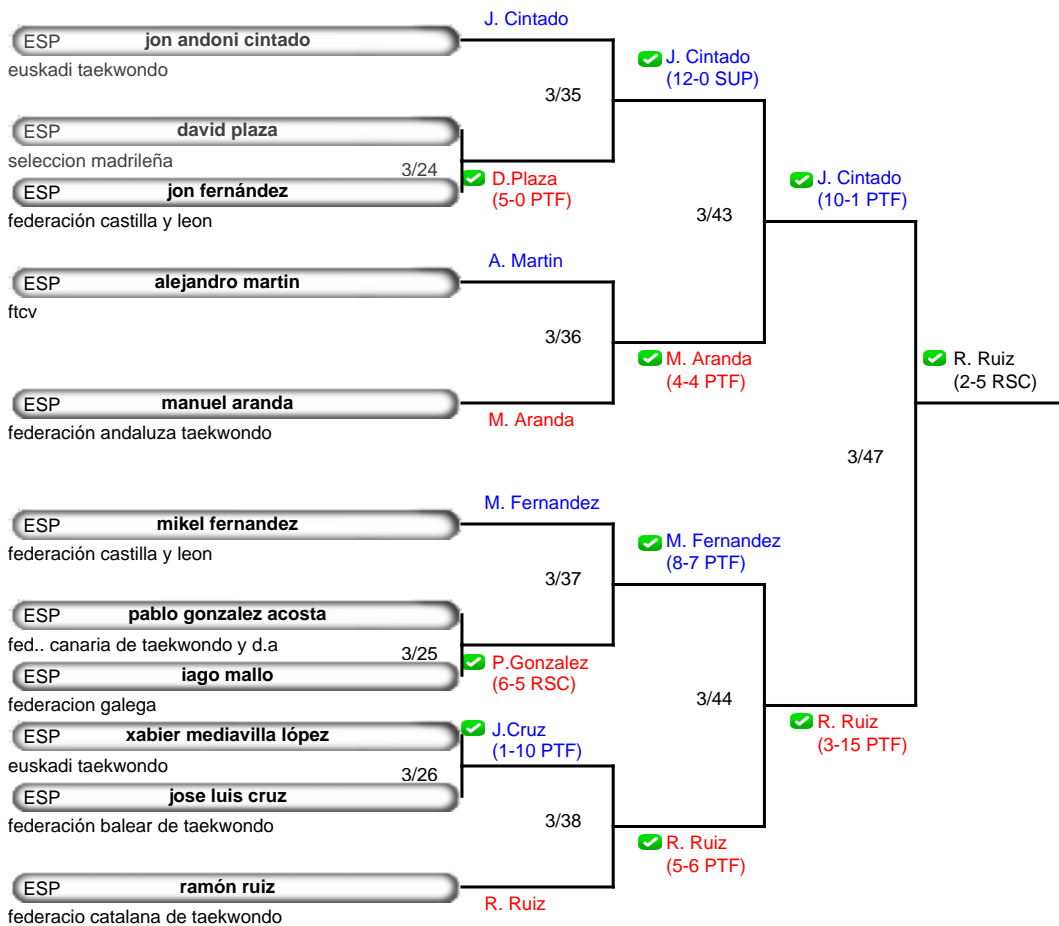 J. Cintado
ESP jon andoni cintado
euskadi taekwondo
J. Cintado
(12-0 SUP)
3/35
ESP david plaza
seleccion madrileña
3/24
D.Plaza
(5-0 PTF)
ESP jon fernández
federación castilla y leon
J. Cintado
(10-1 PTF)
3/43
A. Martin
ESP alejandro martin
ftcv
3/36
M. Aranda
(4-4 PTF)
R. Ruiz
(2-5 RSC)
ESP manuel aranda
federación andaluza taekwondo
M. Aranda
3/47
M. Fernandez
ESP mikel fernandez
federación castilla y leon
M. Fernandez
(8-7 PTF)
3/37
ESP pablo gonzalez acosta
fed.. canaria de taekwondo y d.a
3/25
P.Gonzalez
(6-5 RSC)
ESP iago mallo
federacion galega
3/44
R. Ruiz
(3-15 PTF)
ESP xabier mediavilla lópez
euskadi taekwondo
J.Cruz
(1-10 PTF)
3/26
ESP jose luis cruz
federación balear de taekwondo
3/38
R. Ruiz
(5-6 PTF)
ESP ramón ruiz
federacio catalana de taekwondo
R. Ruiz